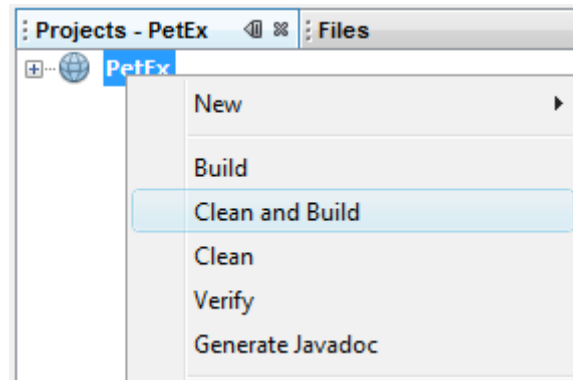 Projects - PetEx Files
PetEx
New
Build
Clean and Build
Clean
Verify
Generate Javadoc